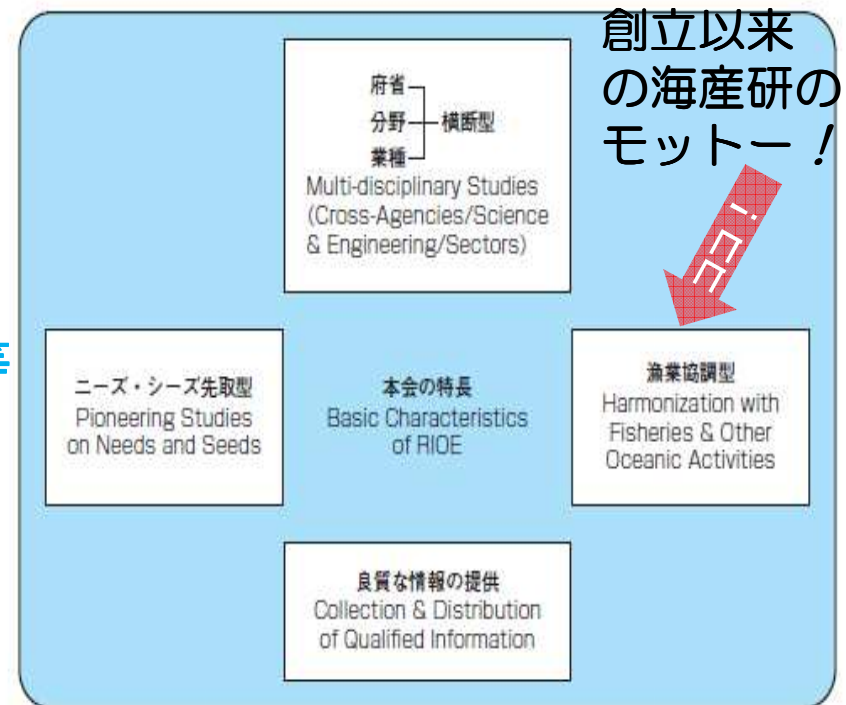 創立以来
の海産研の
モットー！
ココ！
府省
分野 横断型
業種
Multi-disciplinary Studies
(Cross-Agencies/Science
& Engineering/Sectors)
ニーズ・シーズ先取型
Pioneering Studies
on Needs and Seeds
本会の特長
Basic Characteristics
of RIOE
漁業協調型
Harmonization with
Fisheries & Other
Oceanic Activities
良質な情報の提供
Collection & Distribution
of Qualified Information